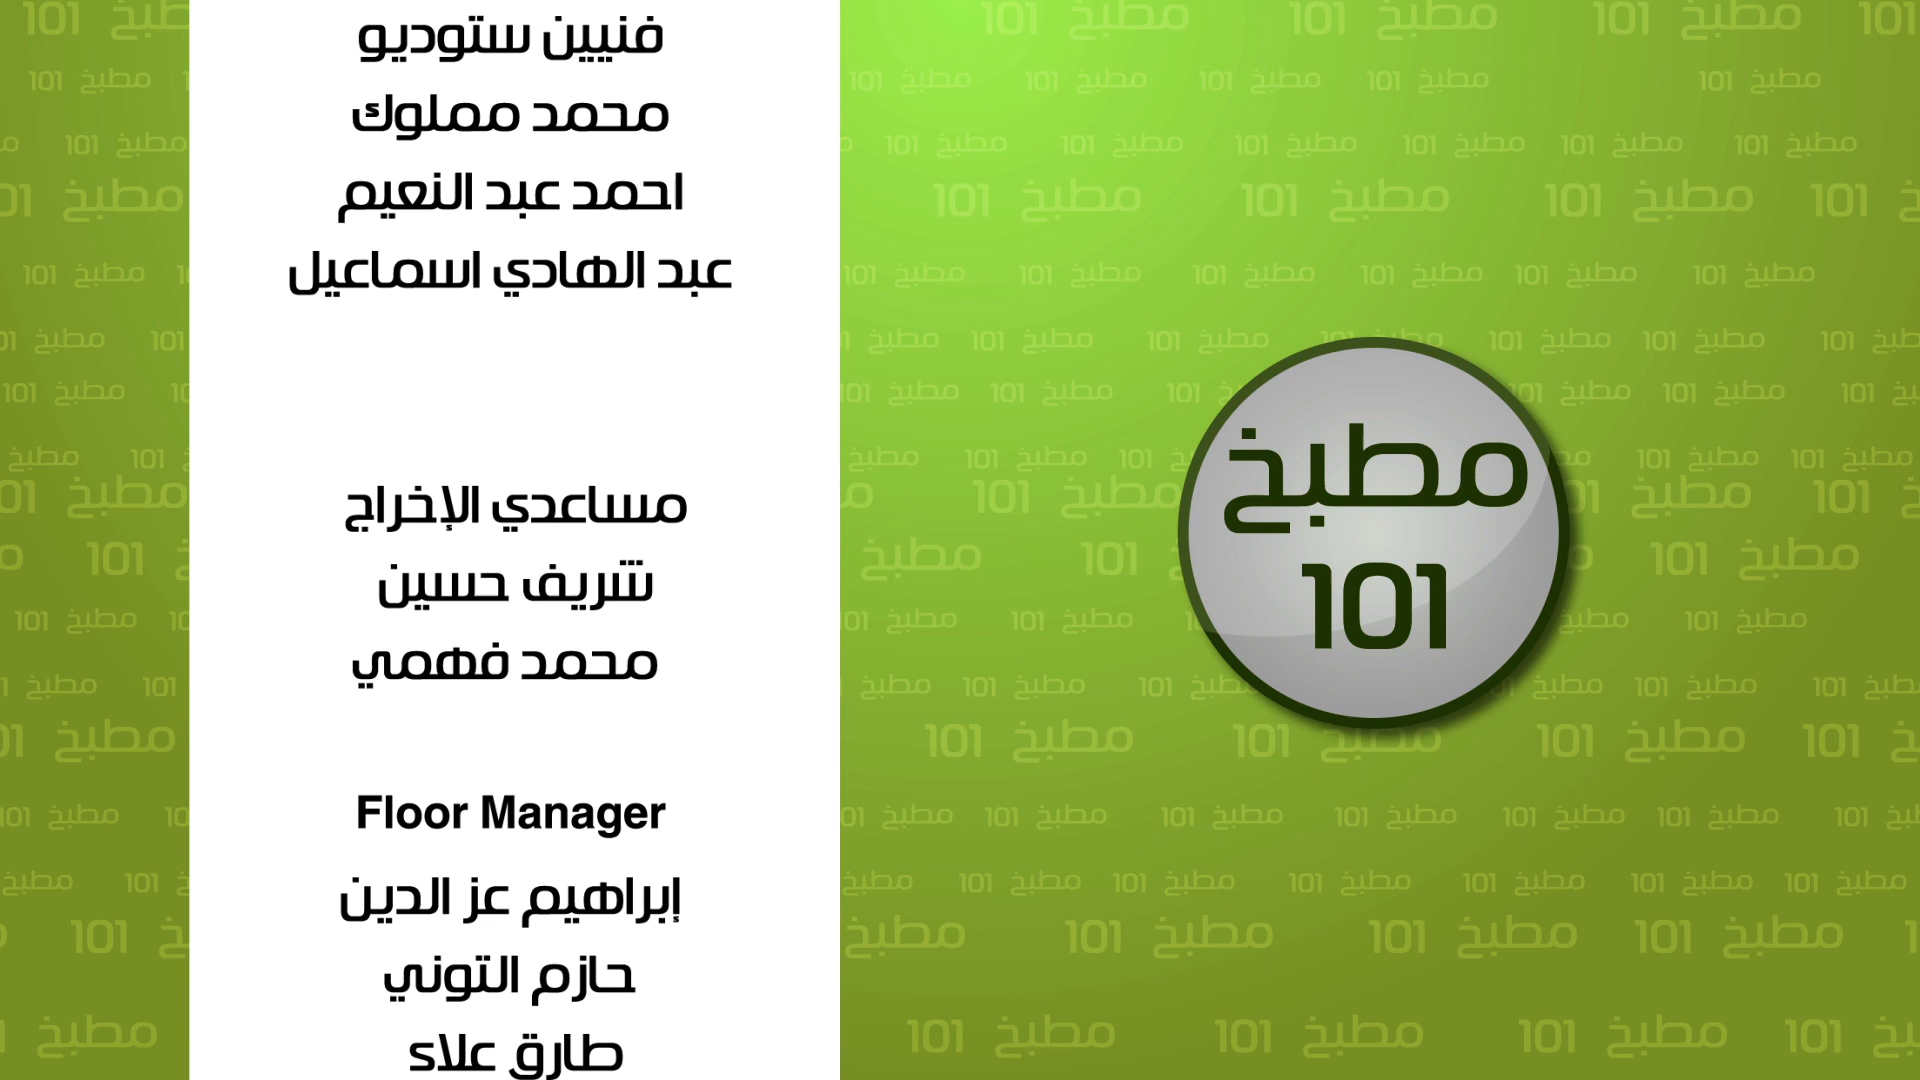 فنيين ستوديو
محمد مملوك
احمد عبد النعيم
عبد الهادي اسماعيل
مساعدي الإخراج
شريف حسين
محمد فهمي
Floor Manager
إبراهيم عز الدين
حازم التوني
طارق علاء
مطبخ
101